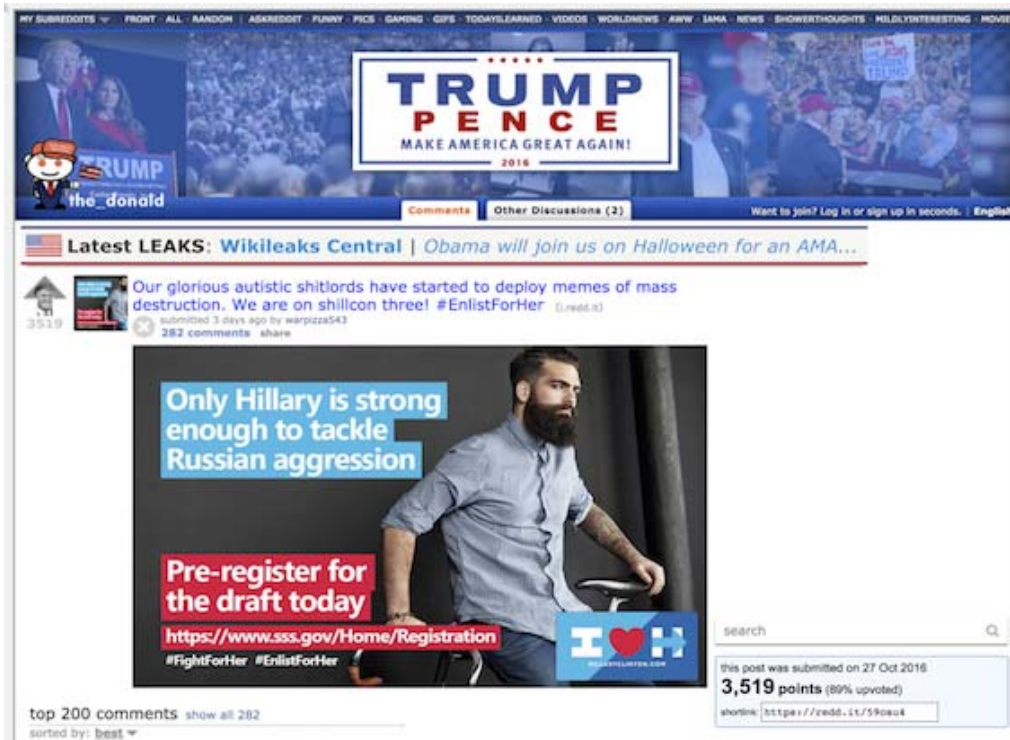 MY SUBREDDITS FRONT · ALL · RANDOM | ASKREDDIT · FUNNY · PICS · GAMING · GIFS · TODAYILEARNED · VIDEOS · WORLDNEWS · AWW · IAMA · NEWS · SHOWERTHOUGHTS · MILDLYINTERESTING · MOVIE
TRUMP
PENCE
MAKE AMERICA GREAT AGAIN!
2016
TRUMP
TRUMP
the_donald
Comments Other Discussions (2) Want to join? Log in or sign up in seconds. | English
Latest LEAKS: Wikileaks Central | Obama will join us on Halloween for an AMA...
Our glorious autistic shitlords have started to deploy memes of mass
destruction. We are on shillcon three! #EnlistForHer (i.redd.it)
3519 submitted 3 days ago by warpizza543
282 comments share
Only Hillary is strong
enough to tackle
Russian aggression
Pre-register for
the draft today
https://www.sss.gov/Home/Registration
#FightForHer #EnlistForHer
I H
HILLARYCLINTON.COM
search
this post was submitted on 27 Oct 2016
3,519 points (89% upvoted)
shortlink:
top 200 comments show all 282
sorted by: best